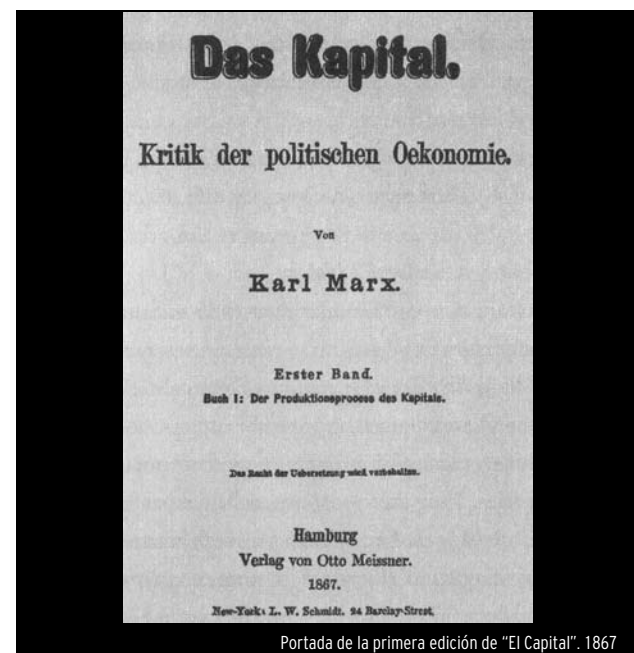 Das Kapital.
Kritik der politischen Oekonomie.
Von
Karl Marx.
Erster Band.
Buch I: Der Produktionsprocess des Kapitals.
Das Recht der Uebersetzung wird vorbehalten.
Hamburg
Verlag von Otto Meissner.
1867.
New-York: L. W. Schmidt. 24 Barclay-Street.
Portada de la primera edición de “El Capital”. 1867